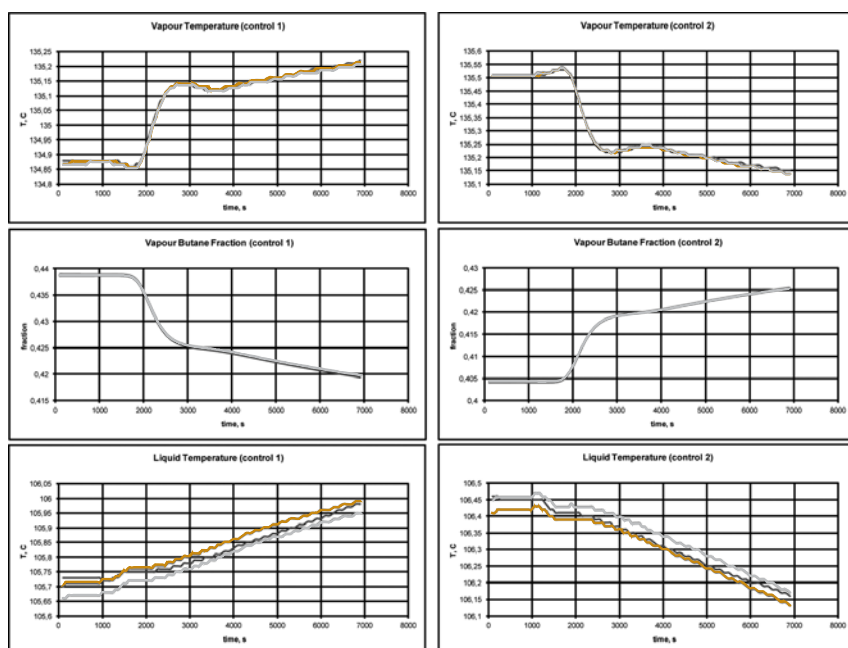 Vapour Temperature (control 1)
135,25
135,2
135,15
135,1
135,05
135
134,95
134,9
134,85
134,8
T, C
0 1000 2000 3000 4000 5000 6000 7000 8000
time, s
Vapour Temperature (control 2)
135,6
135,55
135,5
135,45
135,4
135,35
135,3
135,25
135,2
135,15
135,1
T, C
0 1000 2000 3000 4000 5000 6000 7000 8000
time, s
Vapour Butane Fraction (control 1)
0,44
0,435
0,43
0,425
0,42
0,415
fraction
0 1000 2000 3000 4000 5000 6000 7000 8000
time, s
Vapour Butane Fraction (control 2)
0,43
0,425
0,42
0,415
0,41
0,405
0,4
fraction
0 1000 2000 3000 4000 5000 6000 7000 8000
time, s
Liquid Temperature (control 1)
106,05
106
105,95
105,9
105,85
105,8
105,75
105,7
105,65
105,6
T, C
0 1000 2000 3000 4000 5000 6000 7000 8000
time, s
Liquid Temperature (control 2)
106,5
106,45
106,4
106,35
106,3
106,25
106,2
106,15
106,1
T, C
0 1000 2000 3000 4000 5000 6000 7000 8000
time, s